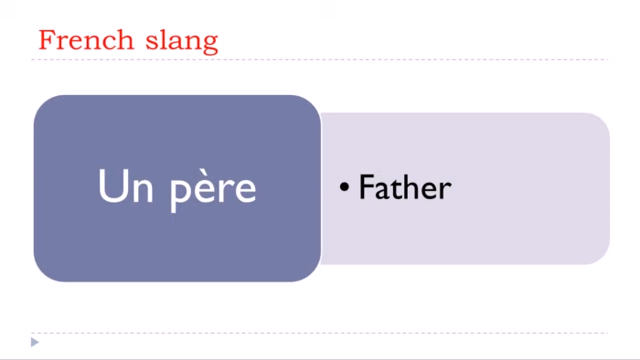 French slang
Un père
• Father